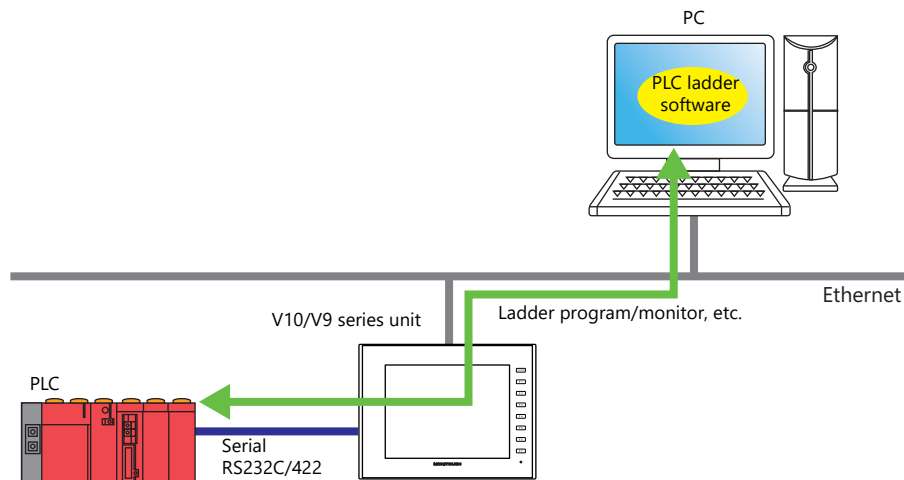 PC
PLC ladder
software
Ethernet
Ladder program/monitor, etc.
V10/V9 series unit
PLC
Serial
RS232C/422